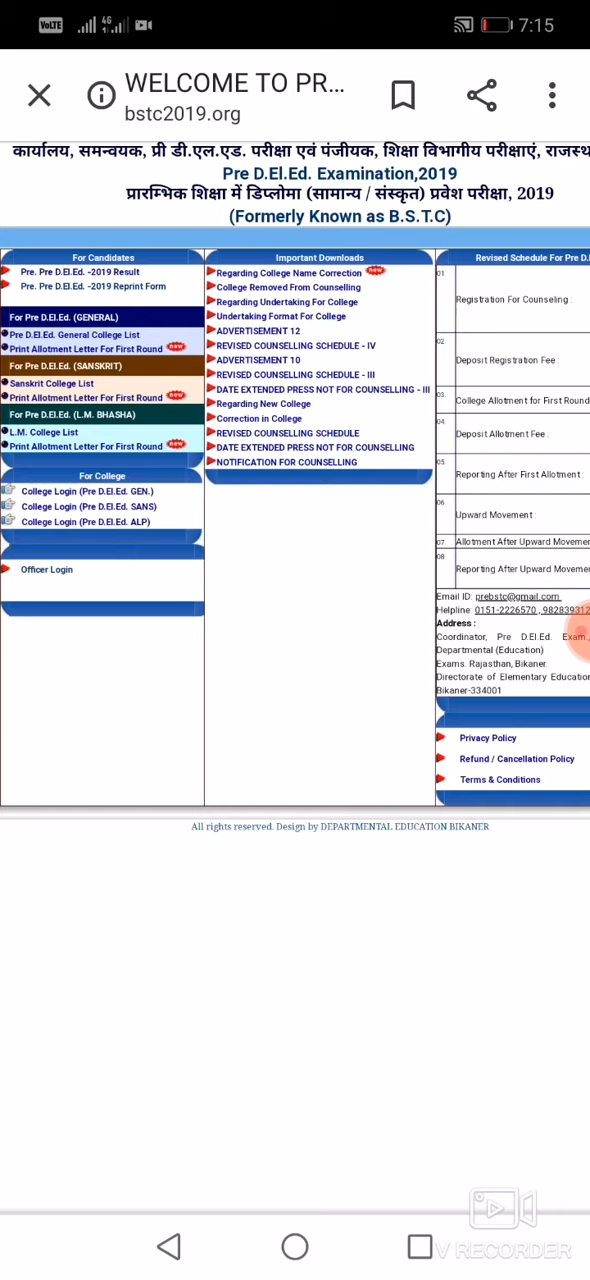 VoLTE 4G 7:15
WELCOME TO PR...
bstc2019.org
कार्यालय, समन्वयक, प्री डी.एल.एड. परीक्षा एवं पंजीयक, शिक्षा विभागीय परीक्षाएं, राजस्थ
Pre D.El.Ed. Examination,2019
प्रारम्भिक शिक्षा में डिप्लोमा (सामान्य / संस्कृत) प्रवेश परीक्षा, 2019
(Formerly Known as B.S.T.C)
For Candidates
Pre. Pre D.El.Ed. -2019 Result
Pre. Pre D.El.Ed. -2019 Reprint Form
For Pre D.El.Ed. (GENERAL)
Pre D.El.Ed. General College List
Print Allotment Letter For First Round new
For Pre D.El.Ed. (SANSKRIT)
Sanskrit College List
Print Allotment Letter For First Round new
For Pre D.El.Ed. (L.M. BHASHA)
L.M. College List
Print Allotment Letter For First Round new
For College
College Login (Pre D.El.Ed. GEN.)
College Login (Pre D.El.Ed. SANS)
College Login (Pre D.El.Ed. ALP)
Officer Login
Important Downloads
Regarding College Name Correction new
College Removed From Counselling
Regarding Undertaking For College
Undertaking Format For College
ADVERTISEMENT 12
REVISED COUNSELLING SCHEDULE - IV
ADVERTISEMENT 10
REVISED COUNSELLING SCHEDULE - III
DATE EXTENDED PRESS NOT FOR COUNSELLING - III
Regarding New College
Correction in College
REVISED COUNSELLING SCHEDULE
DATE EXTENDED PRESS NOT FOR COUNSELLING
NOTIFICATION FOR COUNSELLING
Revised Schedule For Pre D.
01. Registration For Counseling :
02. Deposit Registration Fee :
03. College Allotment for First Round
04. Deposit Allotment Fee :
05. Reporting After First Allotment :
06. Upward Movement :
07. Allotment After Upward Movemen
08. Reporting After Upward Movemen
Email ID: prebstc@gmail.com
Helpline: 0151-2226570 , 982839312
Address :
Coordinator, Pre D.El.Ed. Exam,
Departmental (Education)
Exams. Rajasthan, Bikaner.
Directorate of Elementary Education
Bikaner-334001
Privacy Policy
Refund / Cancellation Policy
Terms & Conditions
All rights reserved. Design by DEPARTMENTAL EDUCATION BIKANER
V RECORDER